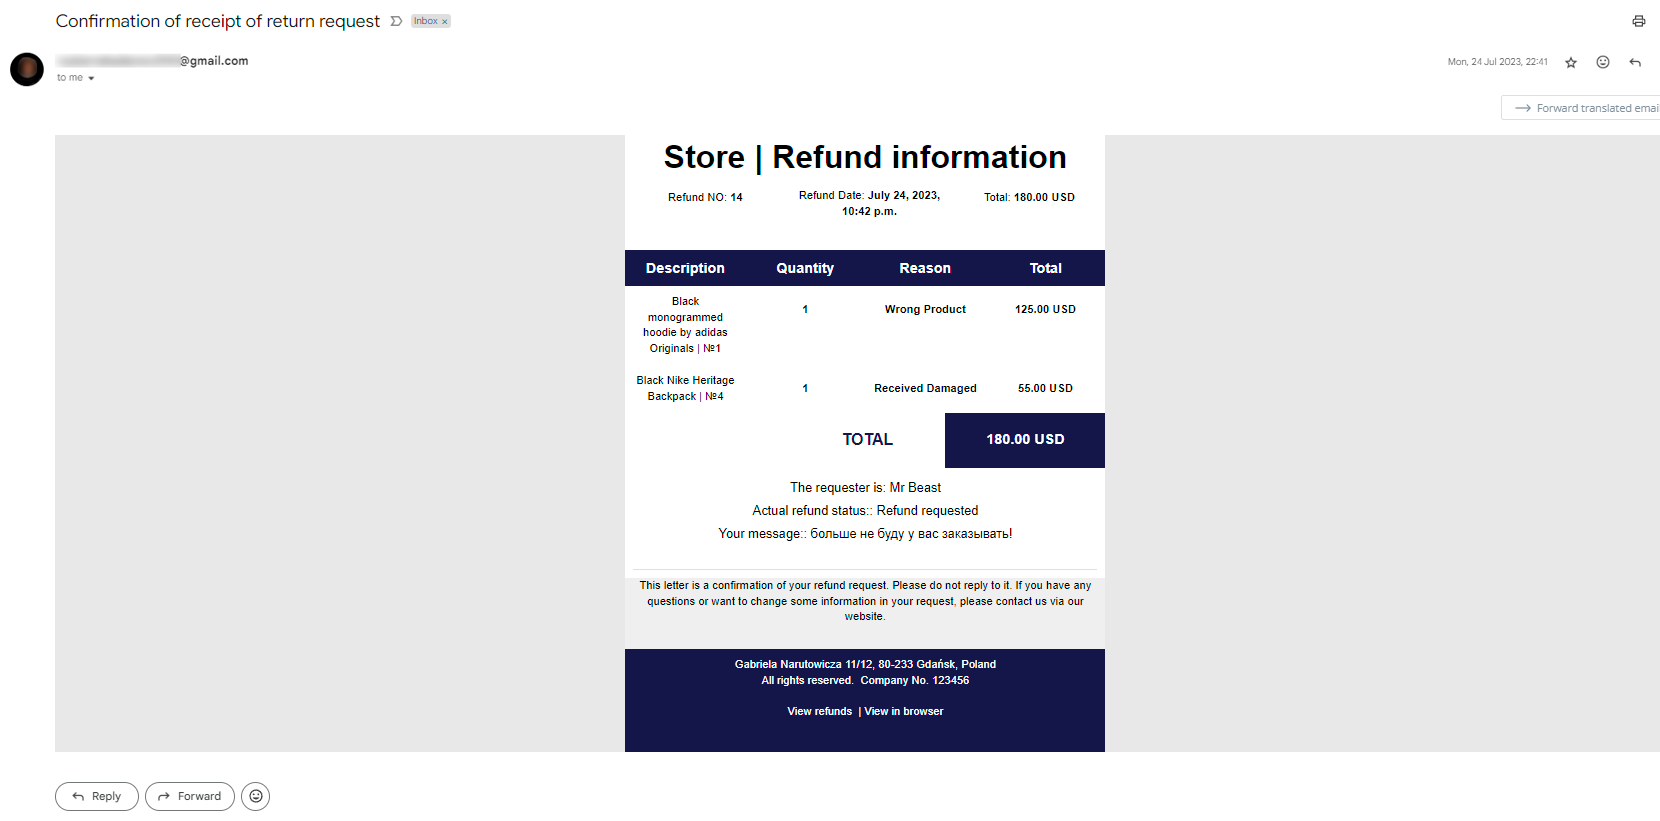 Confirmation of receipt of return request
Inbox ×
@gmail.com
to me
Mon, 24 Jul 2023, 22:41
Forward translated emai
Store | Refund information
Refund NO: 14
Refund Date: July 24, 2023,
10:42 p.m.
Total: 180.00 USD
Description Quantity Reason Total
Black
monogrammed
hoodie by adidas
Originals | №1
1
Wrong Product
125.00 USD
Black Nike Heritage
Backpack | №4
1
Received Damaged
55.00 USD
TOTAL 180.00 USD
The requester is: Mr Beast
Actual refund status:: Refund requested
Your message:: больше не буду у вас заказывать!
This letter is a confirmation of your refund request. Please do not reply to it. If you have any
questions or want to change some information in your request, please contact us via our
website.
Gabriela Narutowicza 11/12, 80-233 Gdańsk, Poland
All rights reserved. Company No. 123456
View refunds | View in browser
Reply
Forward